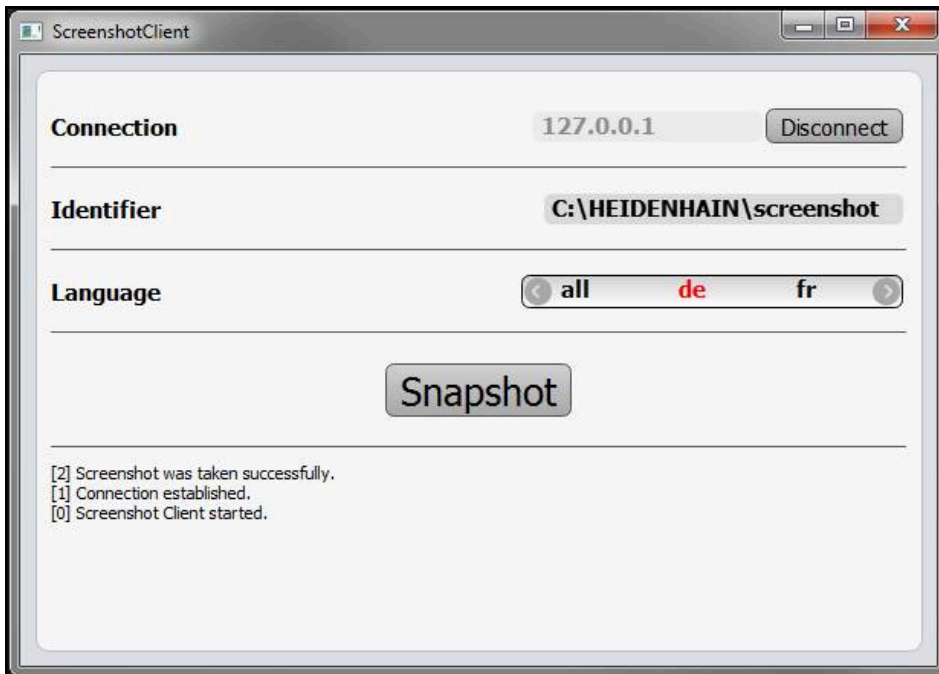 ScreenshotClient
Connection 127.0.0.1 Disconnect
Identifier C:\HEIDENHAIN\screenshot
Language all de fr
Snapshot
[2] Screenshot was taken successfully.
[1] Connection established.
[0] Screenshot Client started.